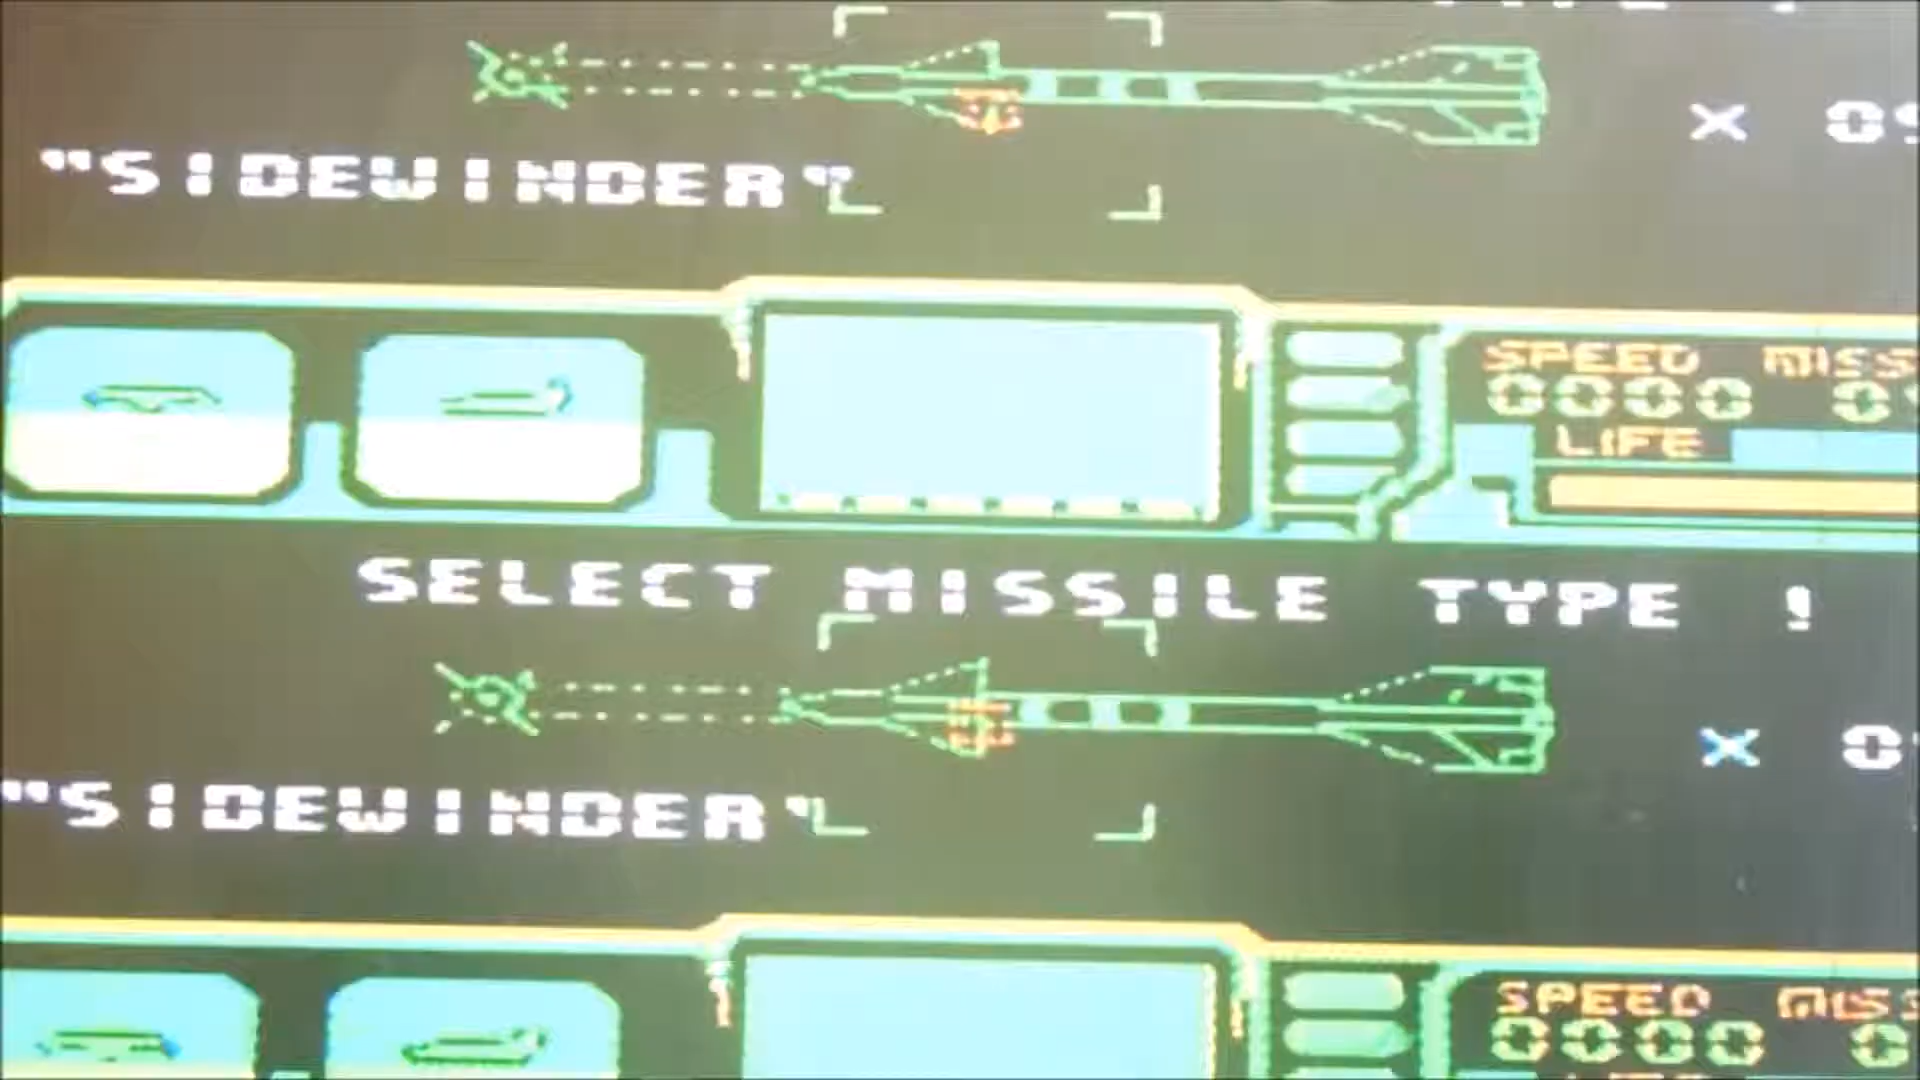 "SIDEWINDER"
SPEED
0000
LIFE
SELECT MISSILE TYPE !
×
"SIDEWINDER"
SPEED
0000